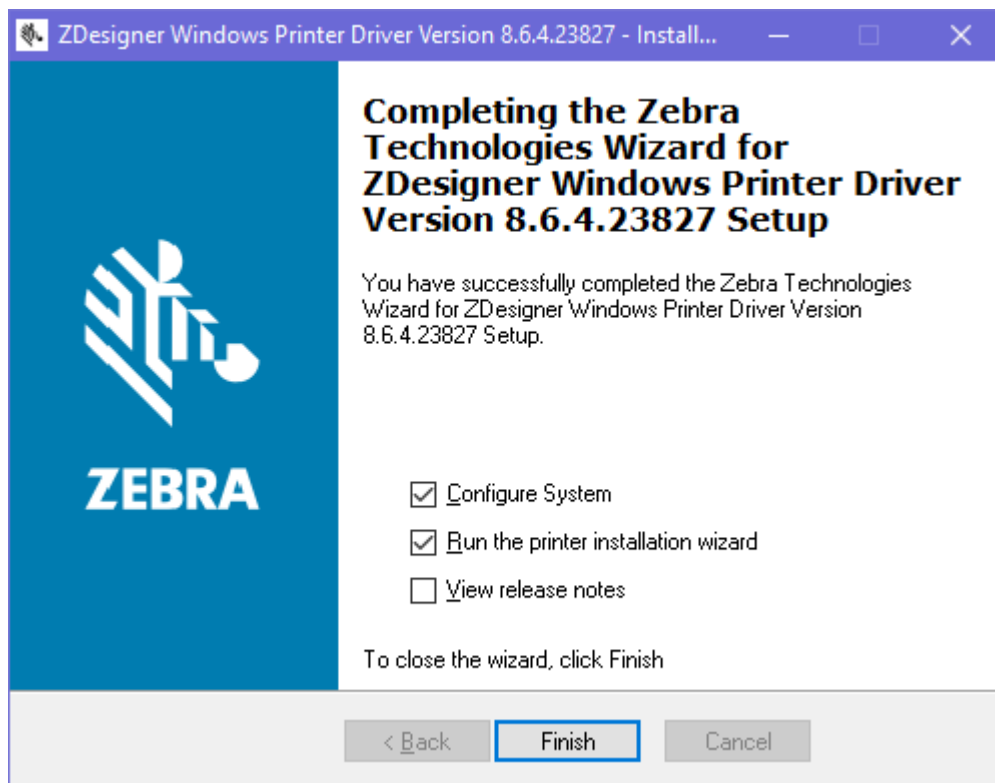 ZDesigner Windows Printer Driver Version 8.6.4.23827 - Install...
Completing the Zebra
Technologies Wizard for
ZDesigner Windows Printer Driver
Version 8.6.4.23827 Setup
You have successfully completed the Zebra Technologies
Wizard for ZDesigner Windows Printer Driver Version
8.6.4.23827 Setup.
ZEBRA
Configure System
Run the printer installation wizard
View release notes
To close the wizard, click Finish
< Back
Finish
Cancel